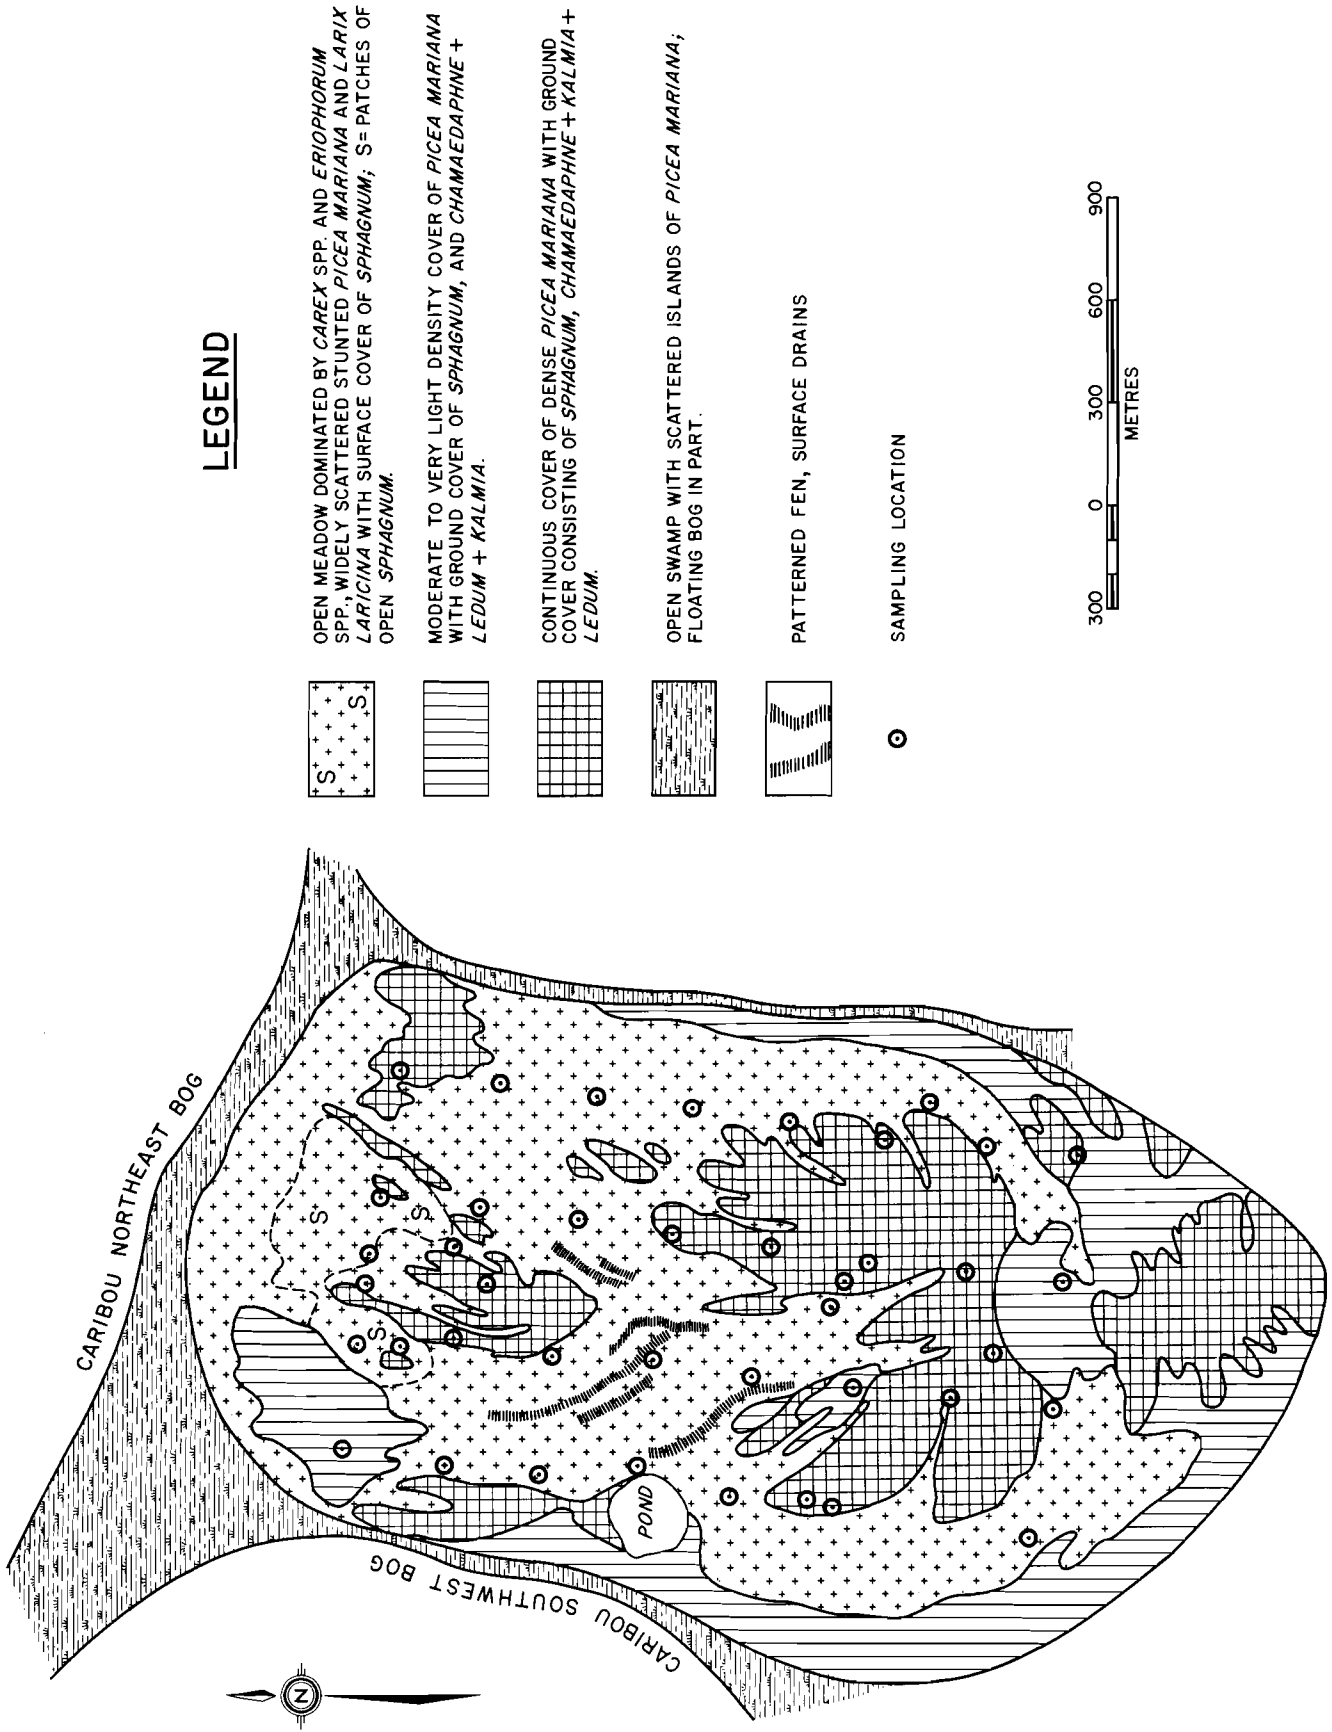 CARIBOU NORTHEAST BOG
CARIBOU SOUTHWEST BOG
POND
S
S
S
N
LEGEND
S
S
OPEN MEADOW DOMINATED BY CAREX SPP. AND ERIOPHORUM
SPP., WIDELY SCATTERED STUNTED PICEA MARIANA AND LARIX
LARICINA WITH SURFACE COVER OF SPHAGNUM; S= PATCHES OF
OPEN SPHAGNUM.
MODERATE TO VERY LIGHT DENSITY COVER OF PICEA MARIANA
WITH GROUND COVER OF SPHAGNUM, AND CHAMAEDAPHNE +
LEDUM + KALMIA.
CONTINUOUS COVER OF DENSE PICEA MARIANA WITH GROUND
COVER CONSISTING OF SPHAGNUM, CHAMAEDAPHNE + KALMIA +
LEDUM.
OPEN SWAMP WITH SCATTERED ISLANDS OF PICEA MARIANA;
FLOATING BOG IN PART.
PATTERNED FEN, SURFACE DRAINS
SAMPLING LOCATION
300 0 300 600 900
METRES